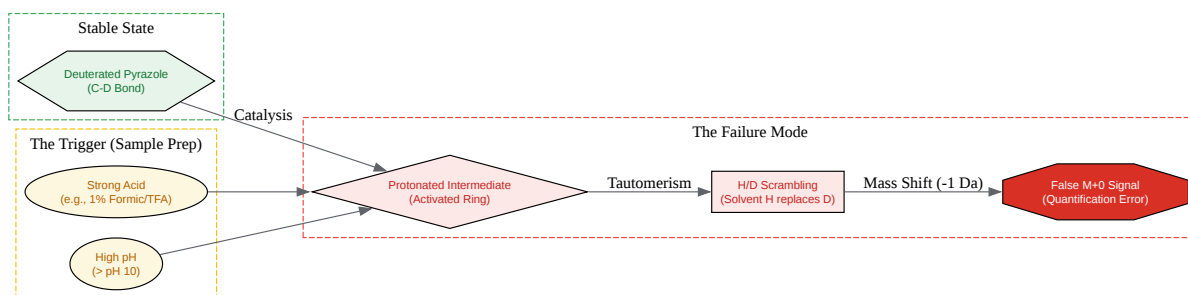 Stable State
Deuterated Pyrazole
(C-D Bond)
Catalysis
The Trigger (Sample Prep)
Strong Acid
(e.g., 1% Formic/TFA)
High pH
(> pH 10)
The Failure Mode
Protonated Intermediate
(Activated Ring)
Tautomerism
H/D Scrambling
(Solvent H replaces D)
Mass Shift (-1 Da)
False M+0 Signal
(Quantification Error)